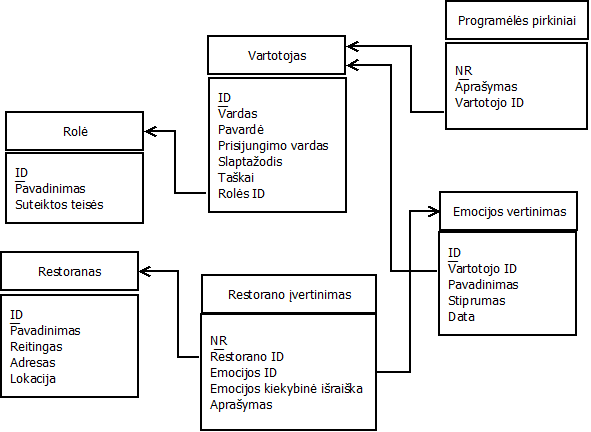 Programėlės pirkiniai
NR
Aprašymas
Vartotojo ID
Vartotojas
ID
Vardas
Pavardė
Prisijungimo vardas
Slaptažodis
Taškai
Rolės ID
Rolė
ID
Pavadinimas
Suteiktos teisės
Emocijos vertinimas
ID
Vartotojo ID
Pavadinimas
Stiprumas
Data
Restoranas
ID
Pavadinimas
Reitingas
Adresas
Lokacija
Restorano įvertinimas
NR
Restorano ID
Emocijos ID
Emocijos kiekybinė išraiška
Aprašymas